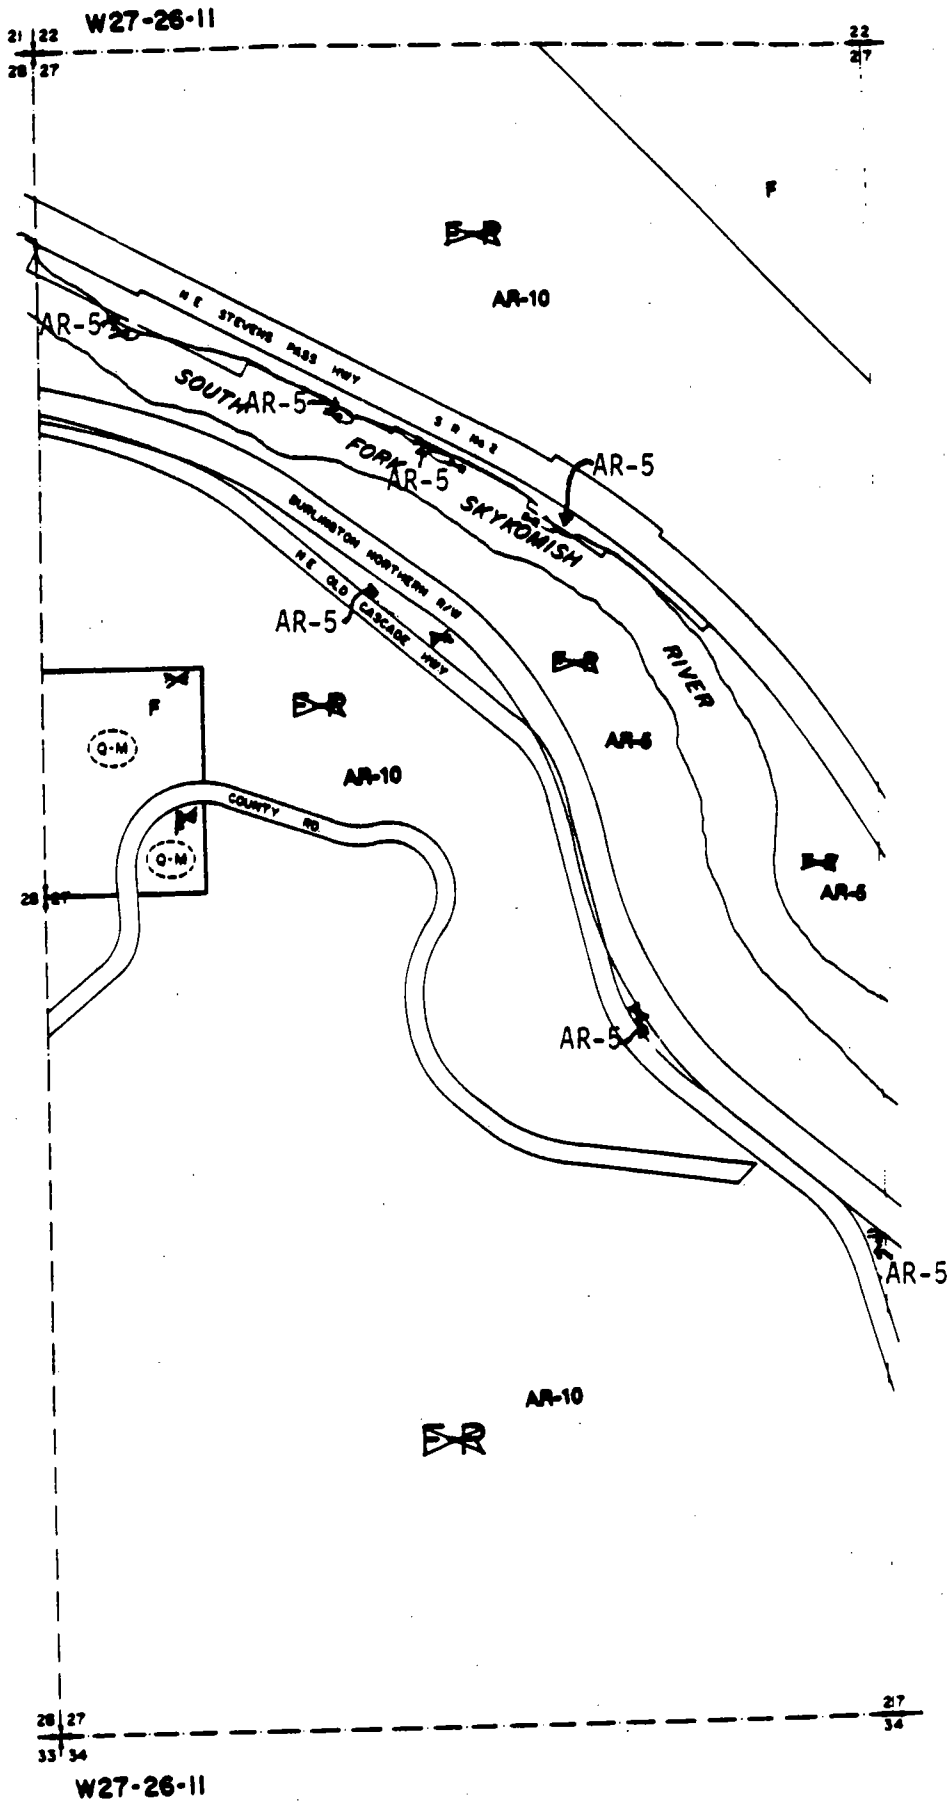 W27-26-11
21 22
28 27
22
27
F
AR-10
N E STEVENS PASS HWY
S R No 2
AR-5
SOUTH
AR-5
FORK
AR-5
AR-5
SKYKOMISH
RIVER
BURLINGTON NORTHERN R/W
N E OLD CASCADE HWY
AR-5
AR-5
F
Q-M
AR-10
COUNTY RD.
Q-M
AR-5
28 27
AR-5
AR-5
AR-10
28 27
33 34
27
34
W27-26-11